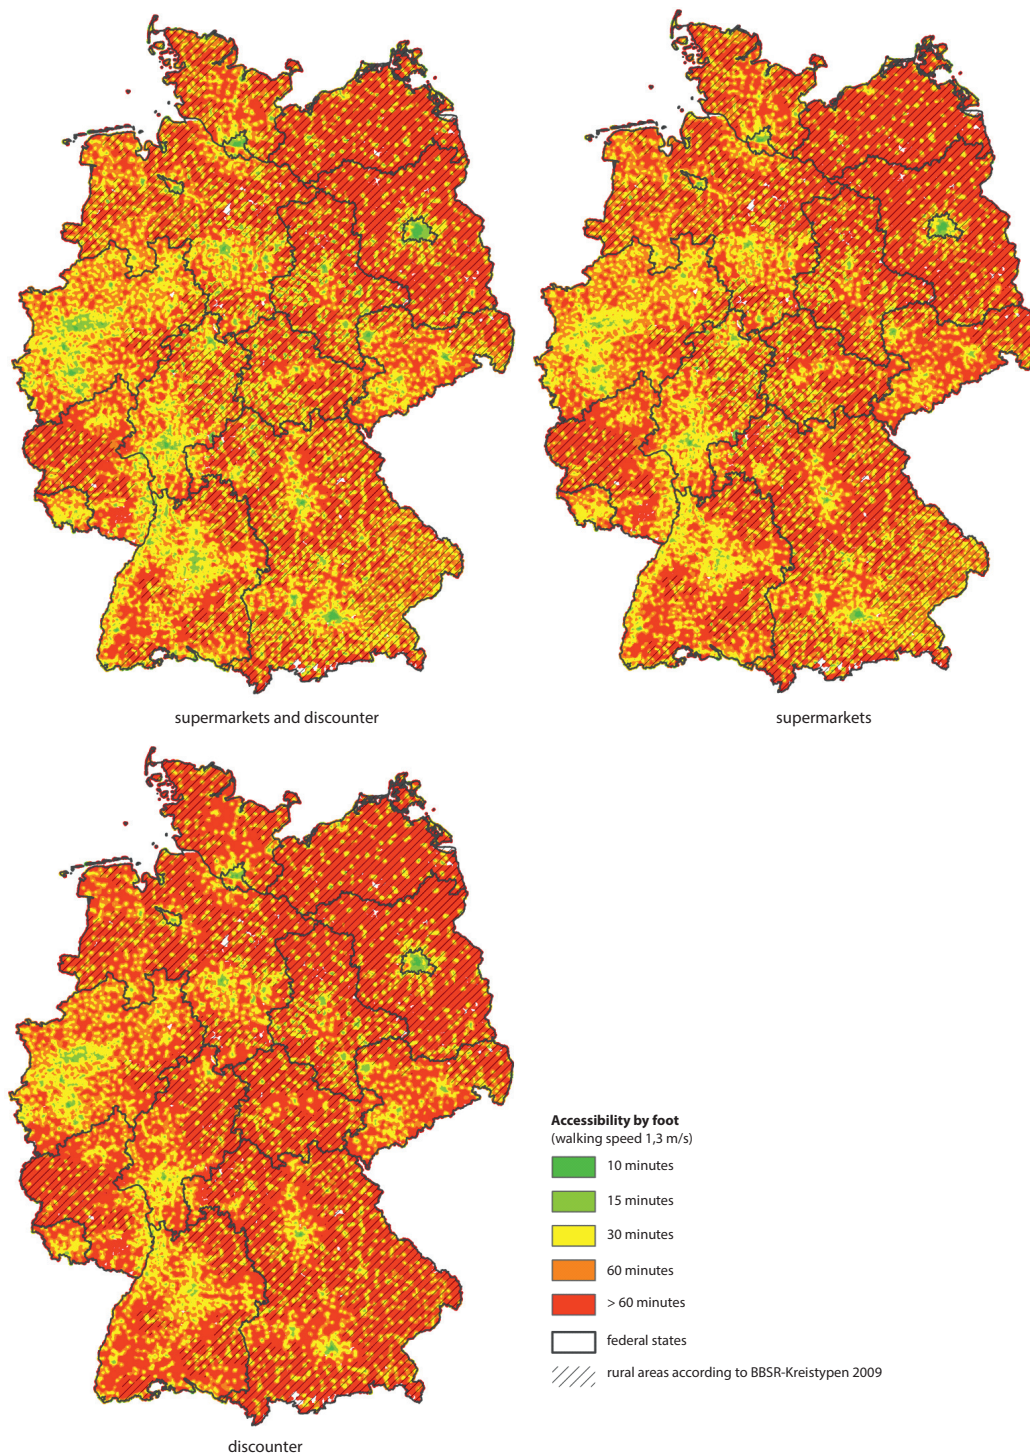 supermarkets and discounter
supermarkets
discounter
Accessibility by foot
(walking speed 1,3 m/s)
10 minutes
15 minutes
30 minutes
60 minutes
> 60 minutes
federal states
rural areas according to BBSR-Kreistypen 2009